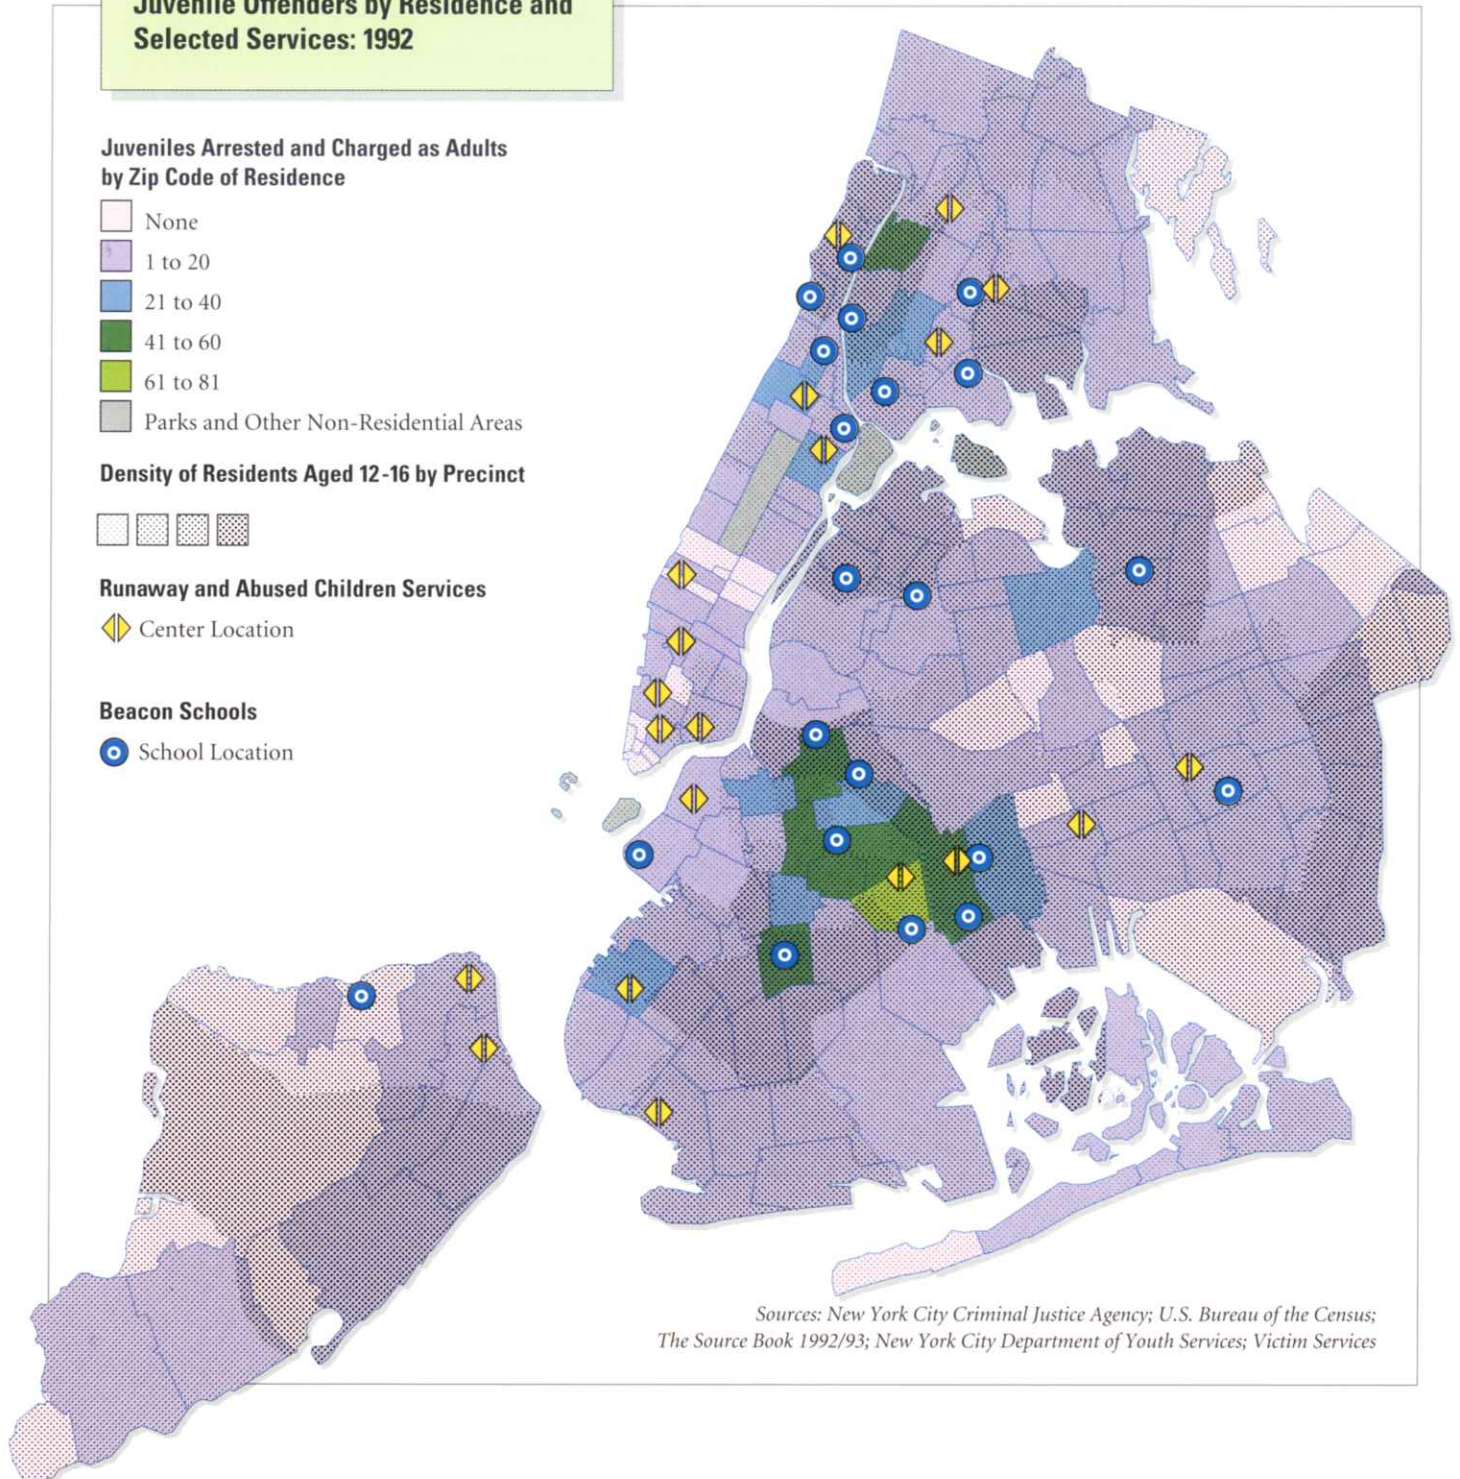 Juvenile Offenders by Residence and
Selected Services: 1992
Juveniles Arrested and Charged as Adults
by Zip Code of Residence
None
1 to 20
21 to 40
41 to 60
61 to 81
Parks and Other Non-Residential Areas
Density of Residents Aged 12-16 by Precinct
Runaway and Abused Children Services
Center Location
Beacon Schools
School Location
Sources: New York City Criminal Justice Agency; U.S. Bureau of the Census;
The Source Book 1992/93; New York City Department of Youth Services; Victim Services